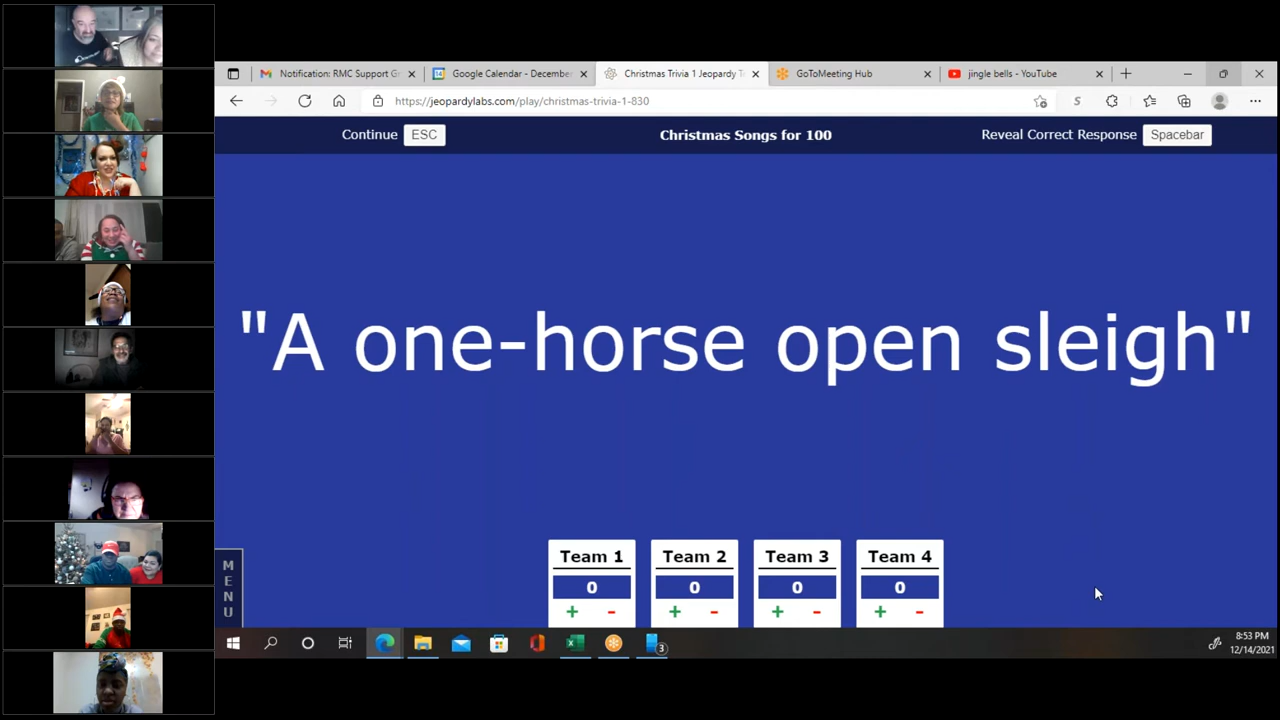 Notification: RMC Support Gr
Google Calendar - December
Christmas Trivia 1 Jeopardy T
GoToMeeting Hub
jingle bells - YouTube
https://jeopardylabs.com/play/christmas-trivia-1-830
Continue ESC
Christmas Songs for 100
Reveal Correct Response Spacebar
"A one-horse open sleigh"
MENU
Team 1 Team 2 Team 3 Team 4
0 0 0 0
+ - + - + - + -
3
8:53 PM
12/14/2021